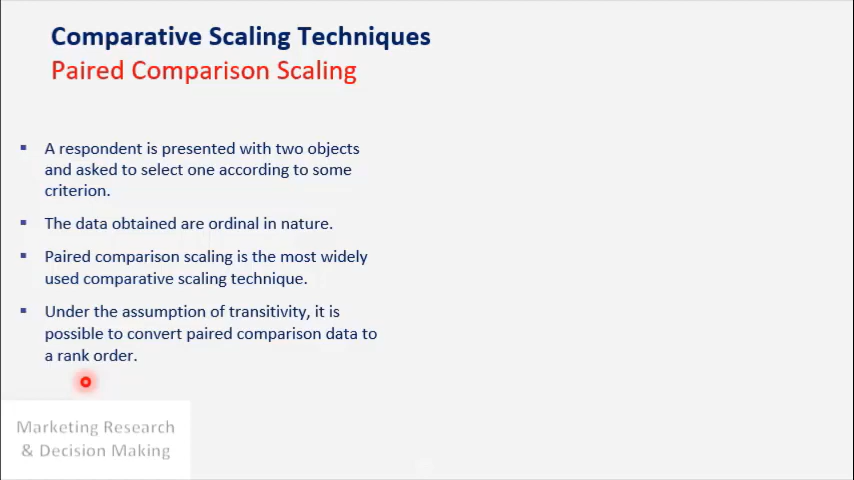 Comparative Scaling Techniques
Paired Comparison Scaling
▪ A respondent is presented with two objects
and asked to select one according to some
criterion.
▪ The data obtained are ordinal in nature.
▪ Paired comparison scaling is the most widely
used comparative scaling technique.
▪ Under the assumption of transitivity, it is
possible to convert paired comparison data to
a rank order.
Marketing Research
& Decision Making